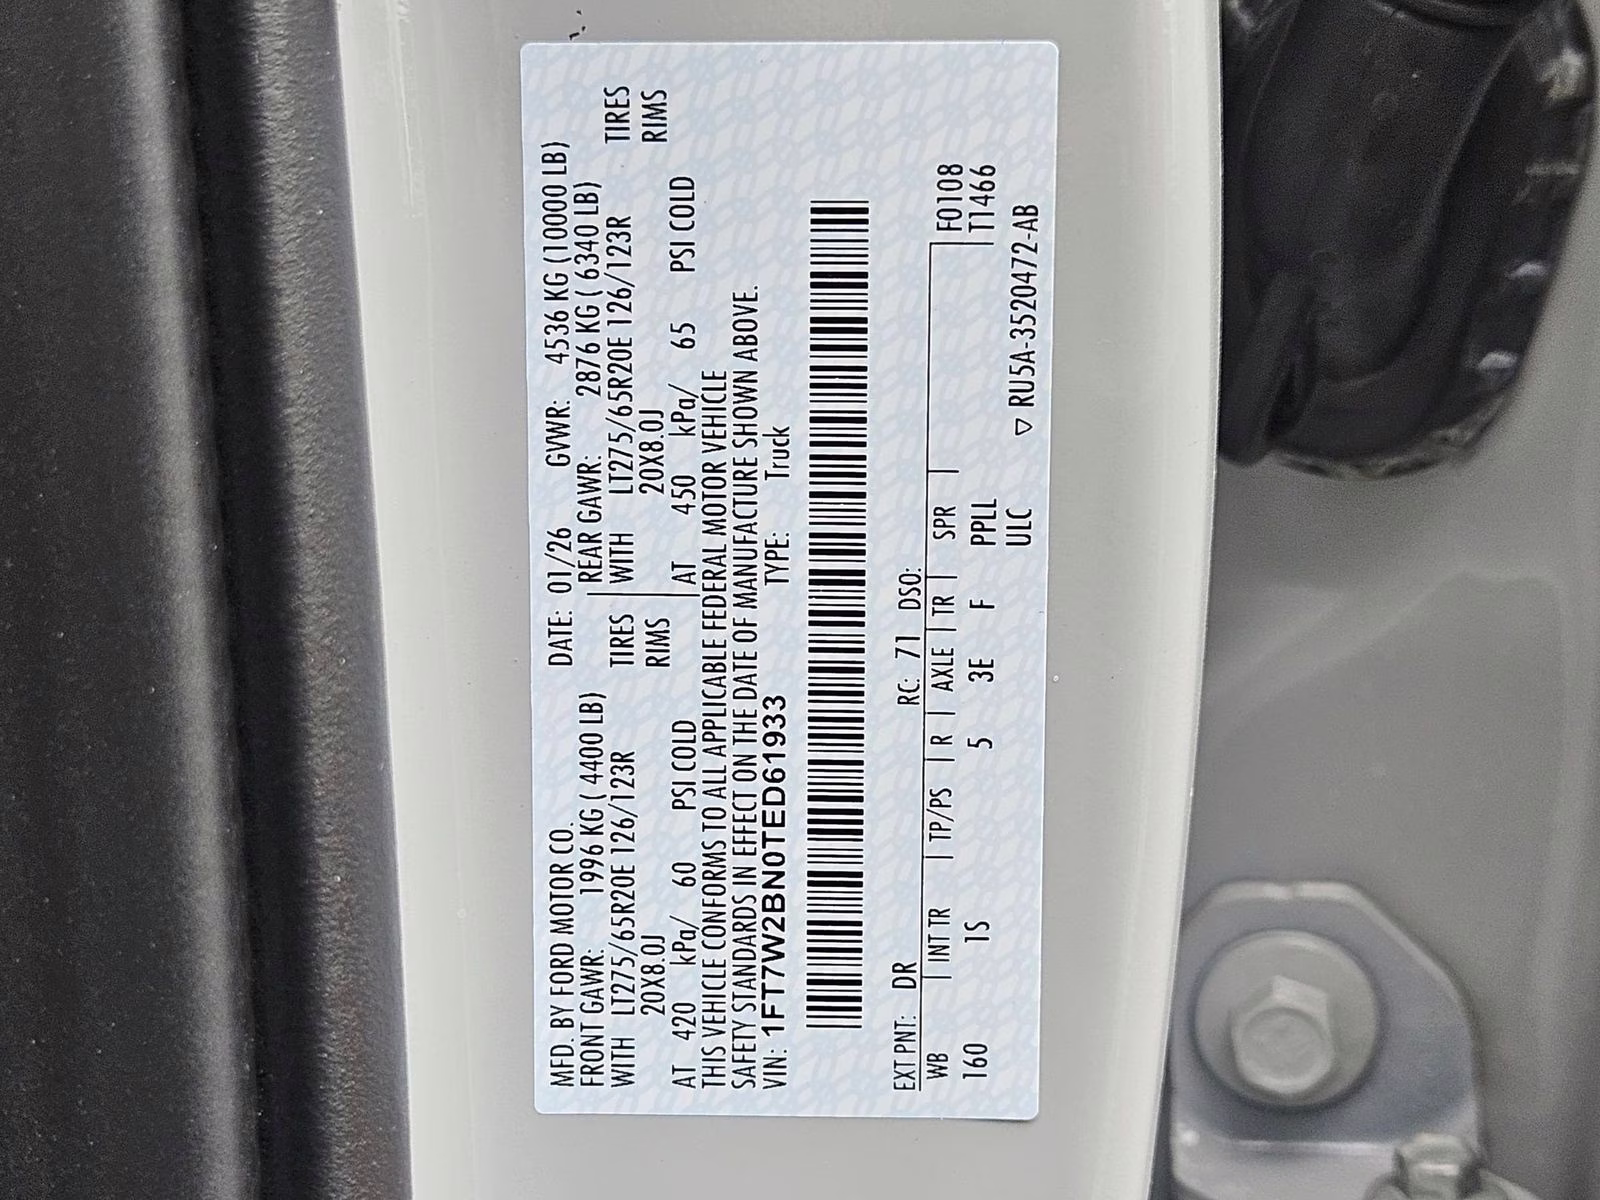 MFD. BY FORD MOTOR CO. DATE: 01/26 GVWR: 4536 KG (10000 LB)
FRONT GAWR: 1996 KG ( 4400 LB) REAR GAWR: 2876 KG ( 6340 LB)
WITH LT275/65R20E 126/123R TIRES WITH LT275/65R20E 126/123R TIRES
20X8.0J RIMS 20X8.0J RIMS
AT 420 kPa/ 60 PSI COLD AT 450 kPa/ 65 PSI COLD
THIS VEHICLE CONFORMS TO ALL APPLICABLE FEDERAL MOTOR VEHICLE
SAFETY STANDARDS IN EFFECT ON THE DATE OF MANUFACTURE SHOWN ABOVE.
VIN: 1FT7W2BN0TED61933 TYPE: Truck
EXT PNT: DR RC: 71 DSO:
WB | INT TR | TP/PS | R | AXLE | TR | SPR | F0108
160 1S 5 3E F PPLL T1466
ULC ▽ RU5A-3520472-AB